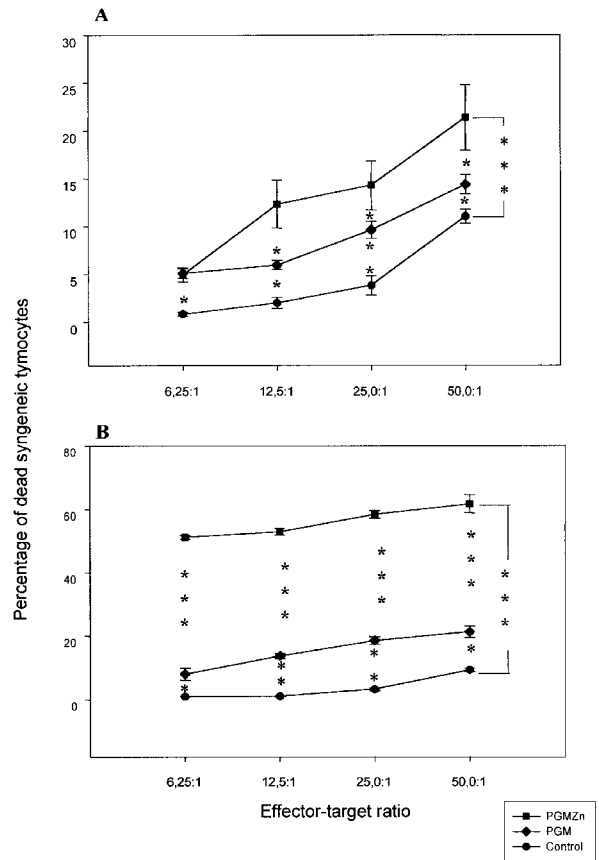 A
30
25
20
15
10
5
0
* * * * * * * * * *
6,25:1 12,5:1 25,0:1 50,0:1
Percentage of dead syngeneic tymocytes
B
80
60
40
20
0
* * * * * * * * * * * * * * * * * * * * *
6,25:1 12,5:1 25,0:1 50,0:1
Effector-target ratio
PGMZn
PGM
Control